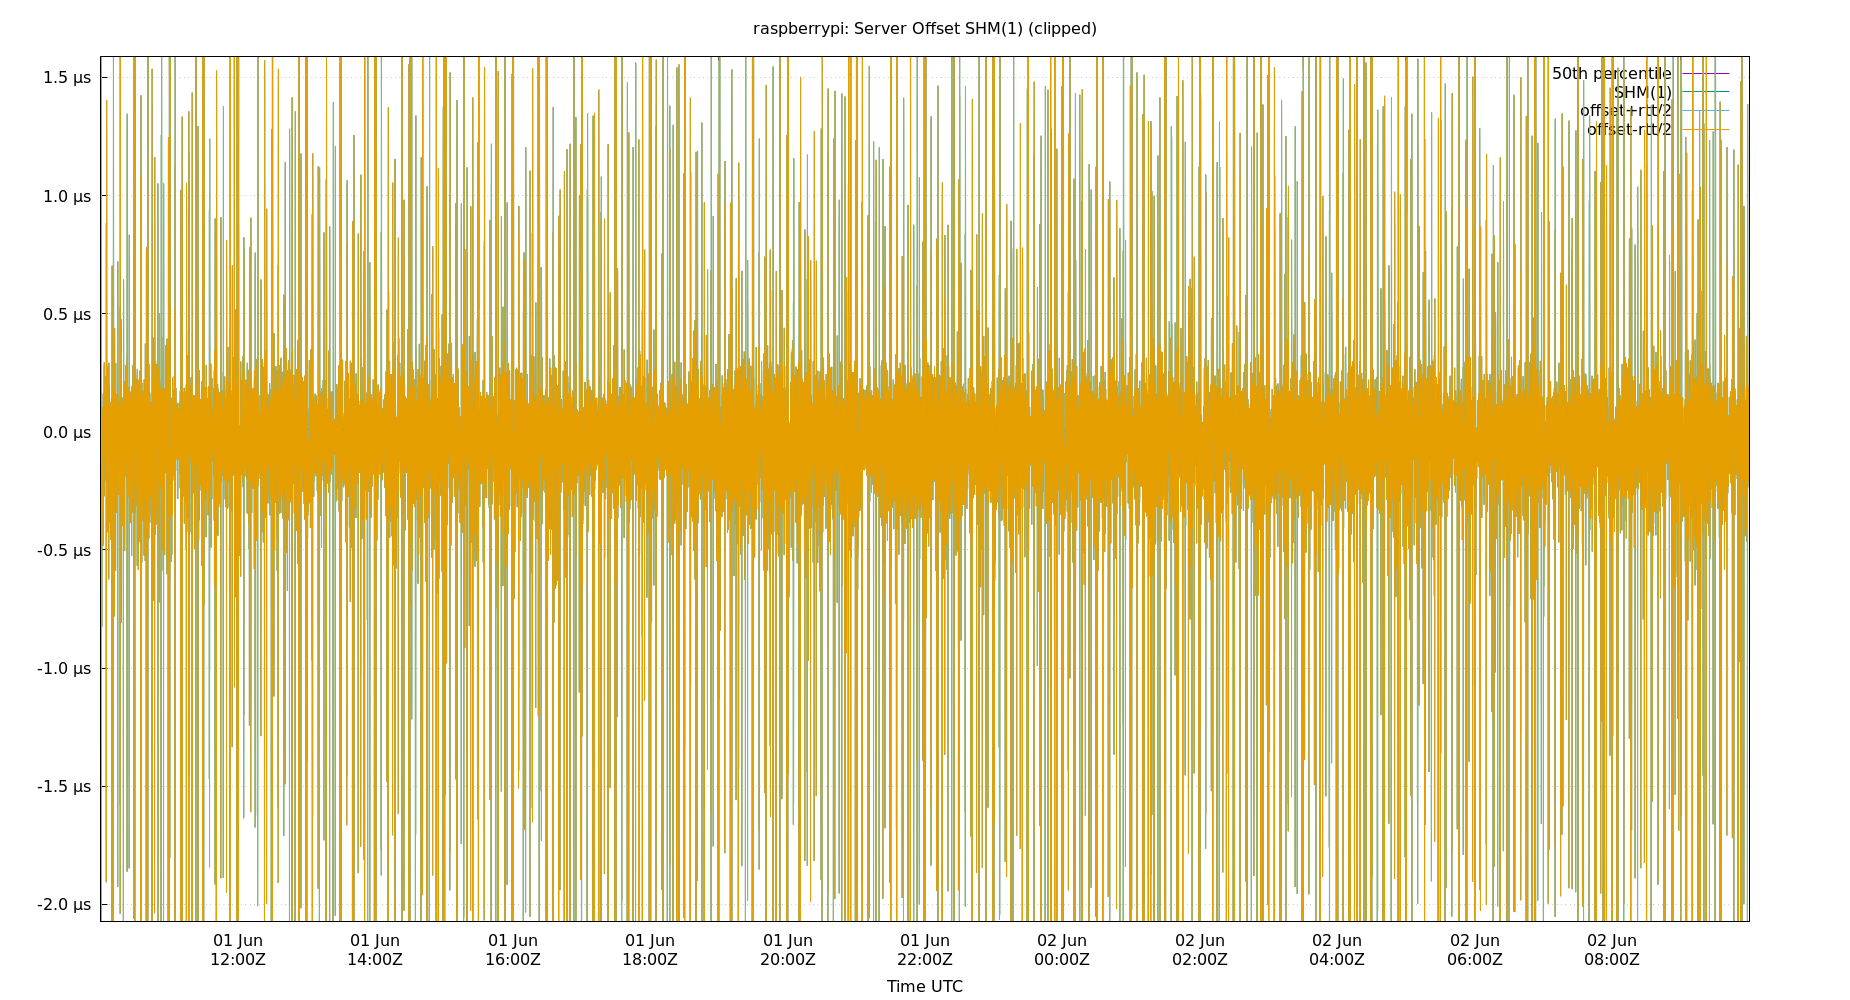 raspberrypi: Server Offset SHM(1) (clipped)
1.5 µs
1.0 µs
0.5 µs
0.0 µs
-0.5 µs
-1.0 µs
-1.5 µs
-2.0 µs
50th percentile
SHM(1)
offset+rtt/2
offset-rtt/2
01 Jun 01 Jun 01 Jun 01 Jun 01 Jun 01 Jun 02 Jun 02 Jun 02 Jun 02 Jun 02 Jun
12:00Z 14:00Z 16:00Z 18:00Z 20:00Z 22:00Z 00:00Z 02:00Z 04:00Z 06:00Z 08:00Z
Time UTC